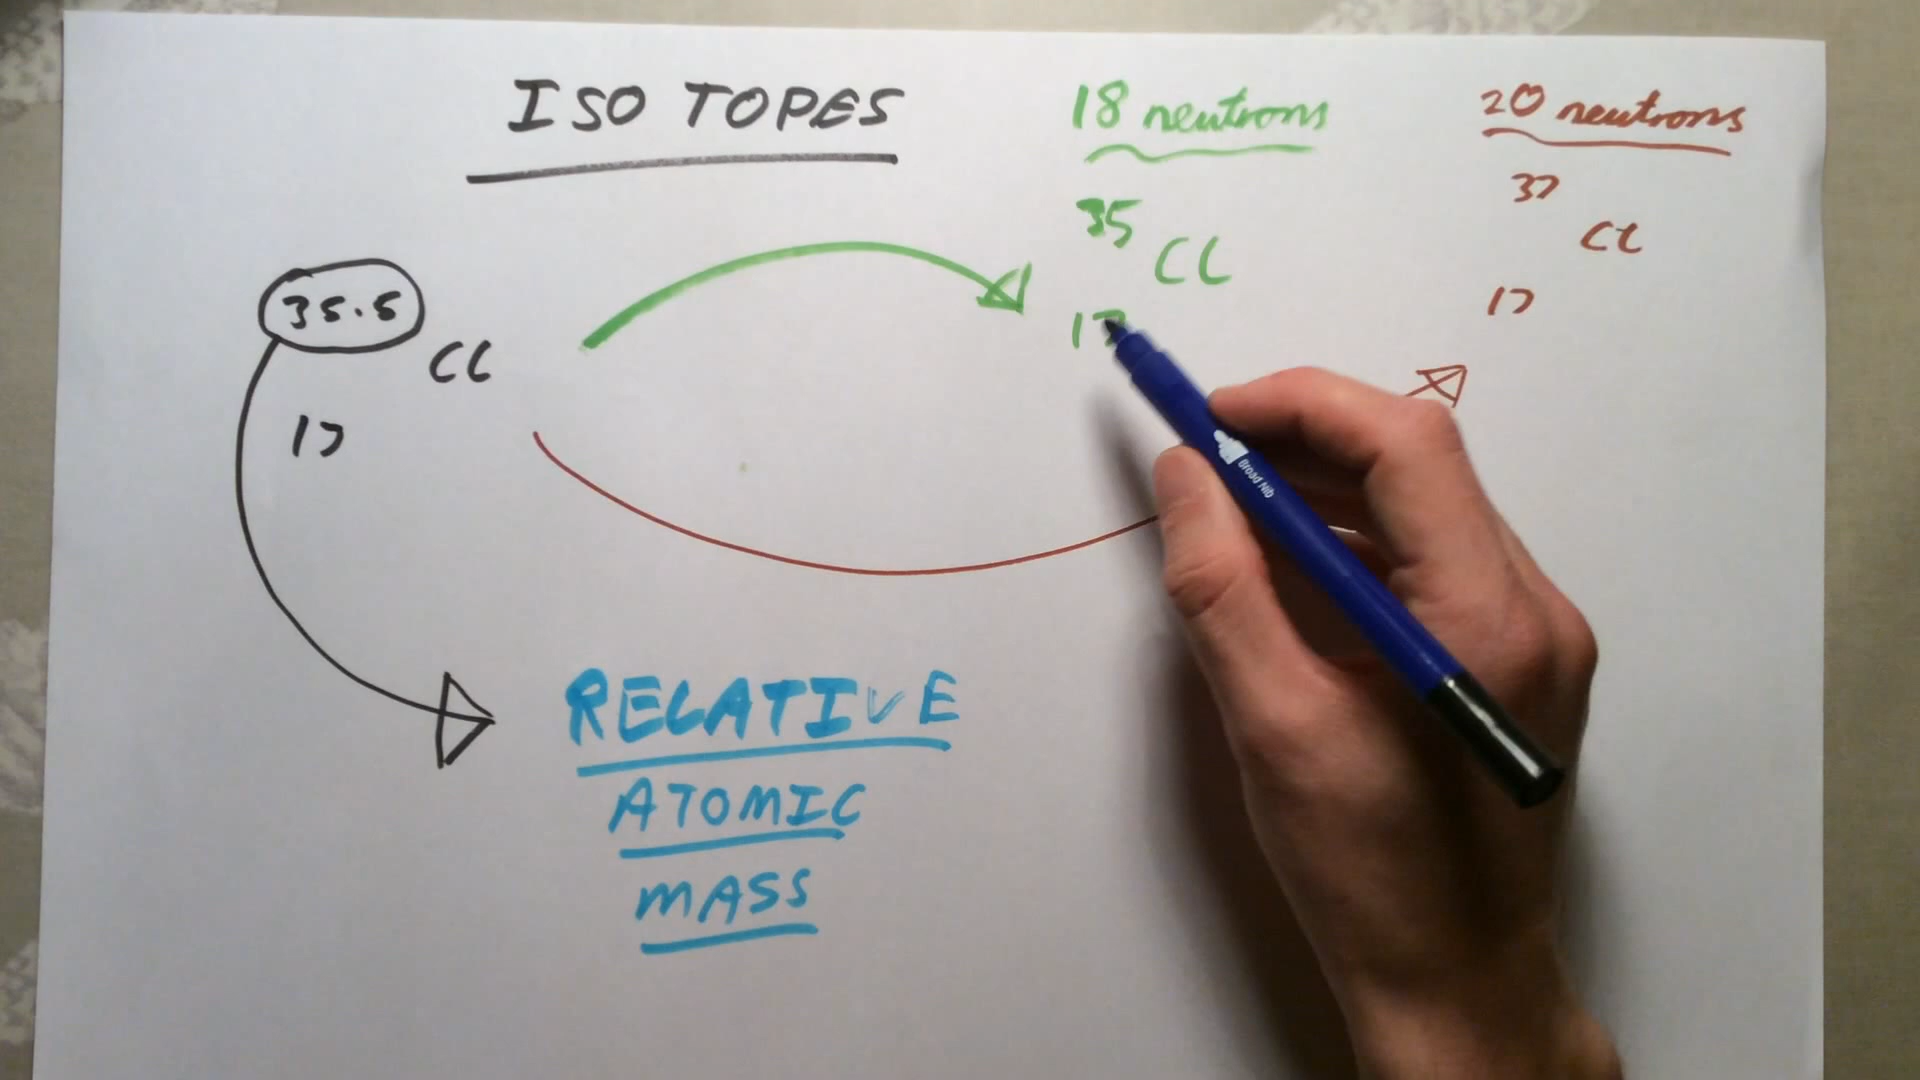 ISOTOPES
18 neutrons
20 neutrons
35
Cl
17
37
Cl
17
35.5
Cl
17
RELATIVE
ATOMIC
MASS
Broad Nib